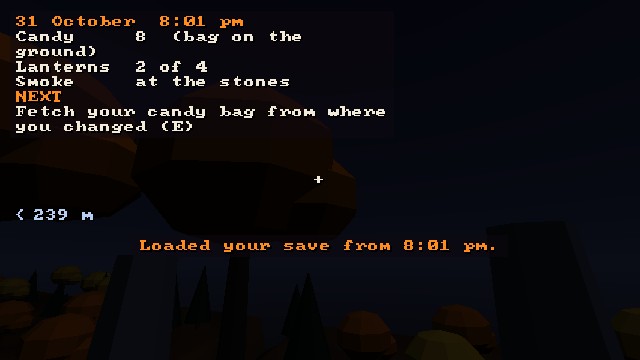 31 October 8:01 pm
Candy 8 (bag on the
ground)
Lanterns 2 of 4
Smoke at the stones
NEXT
Fetch your candy bag from where
you changed (E)
< 239 m
Loaded your save from 8:01 pm.